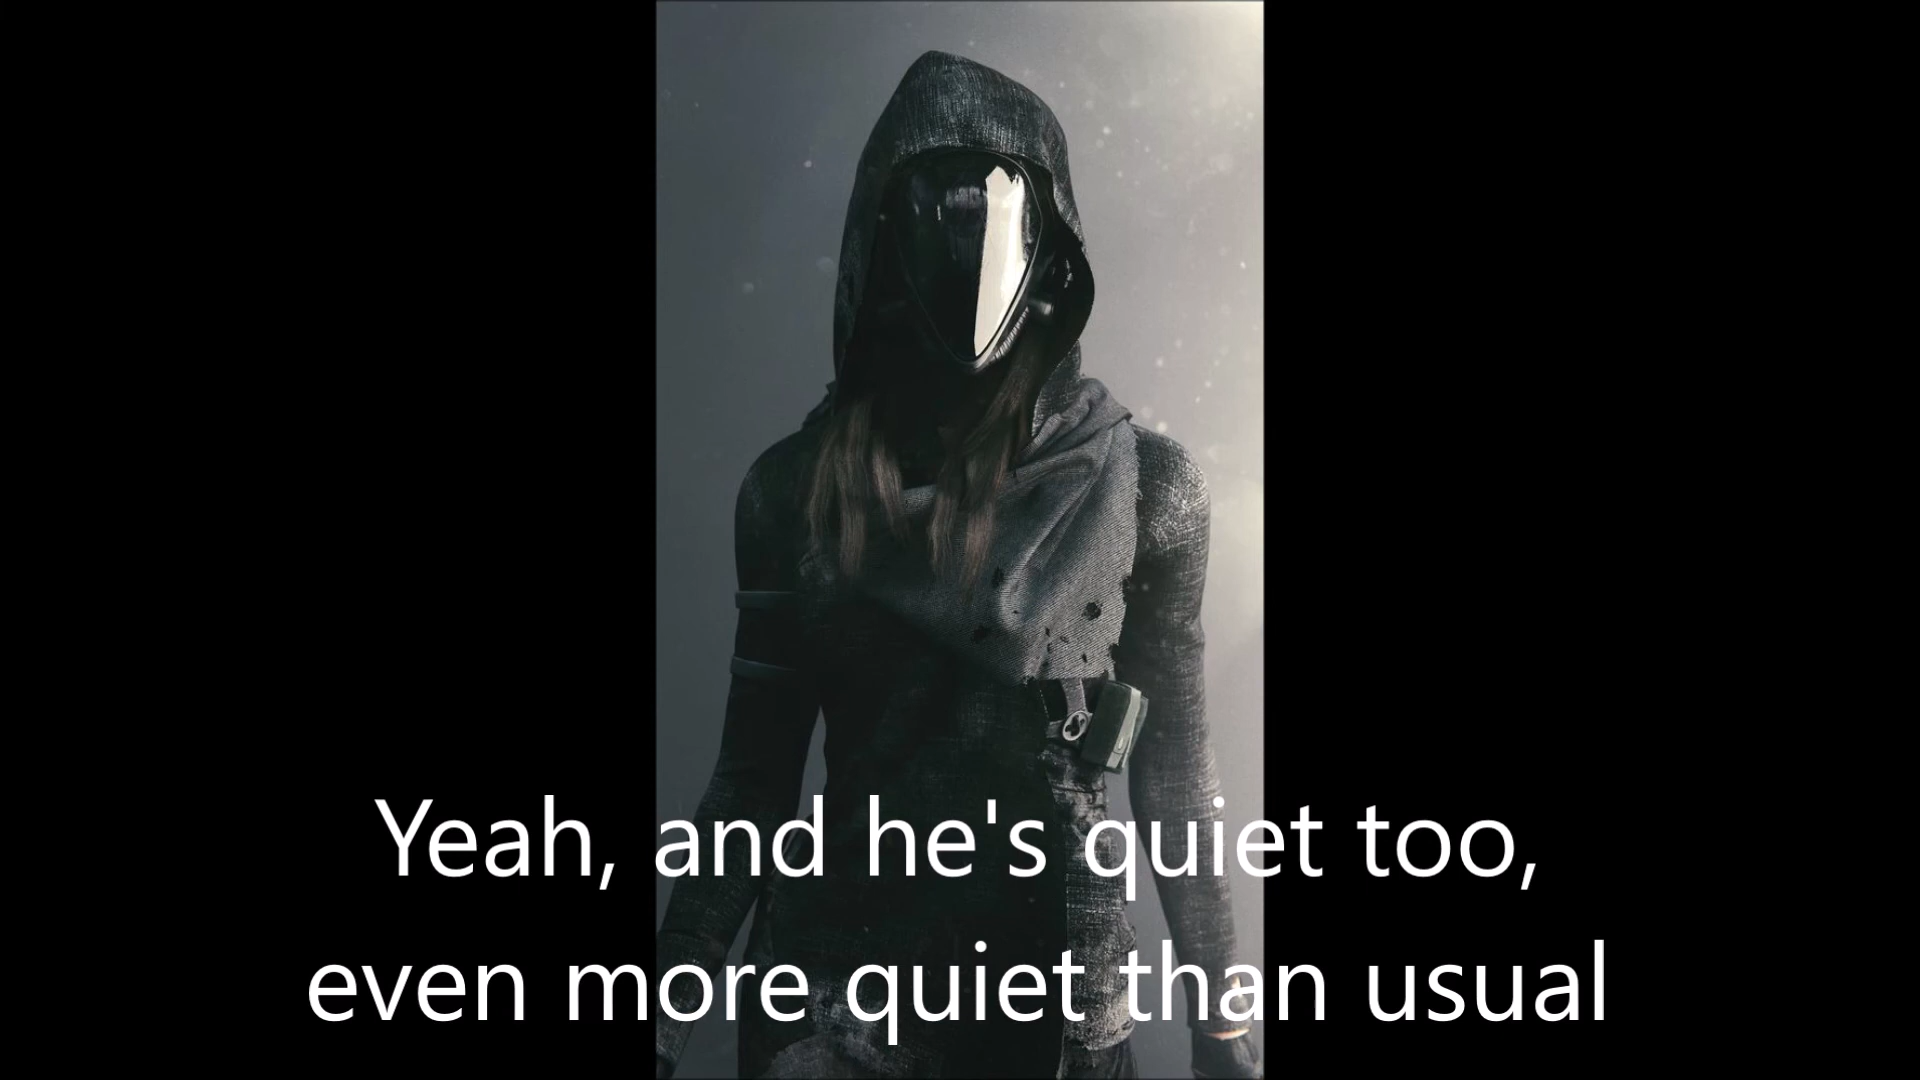 Yeah, and he's quiet too,
even more quiet than usual